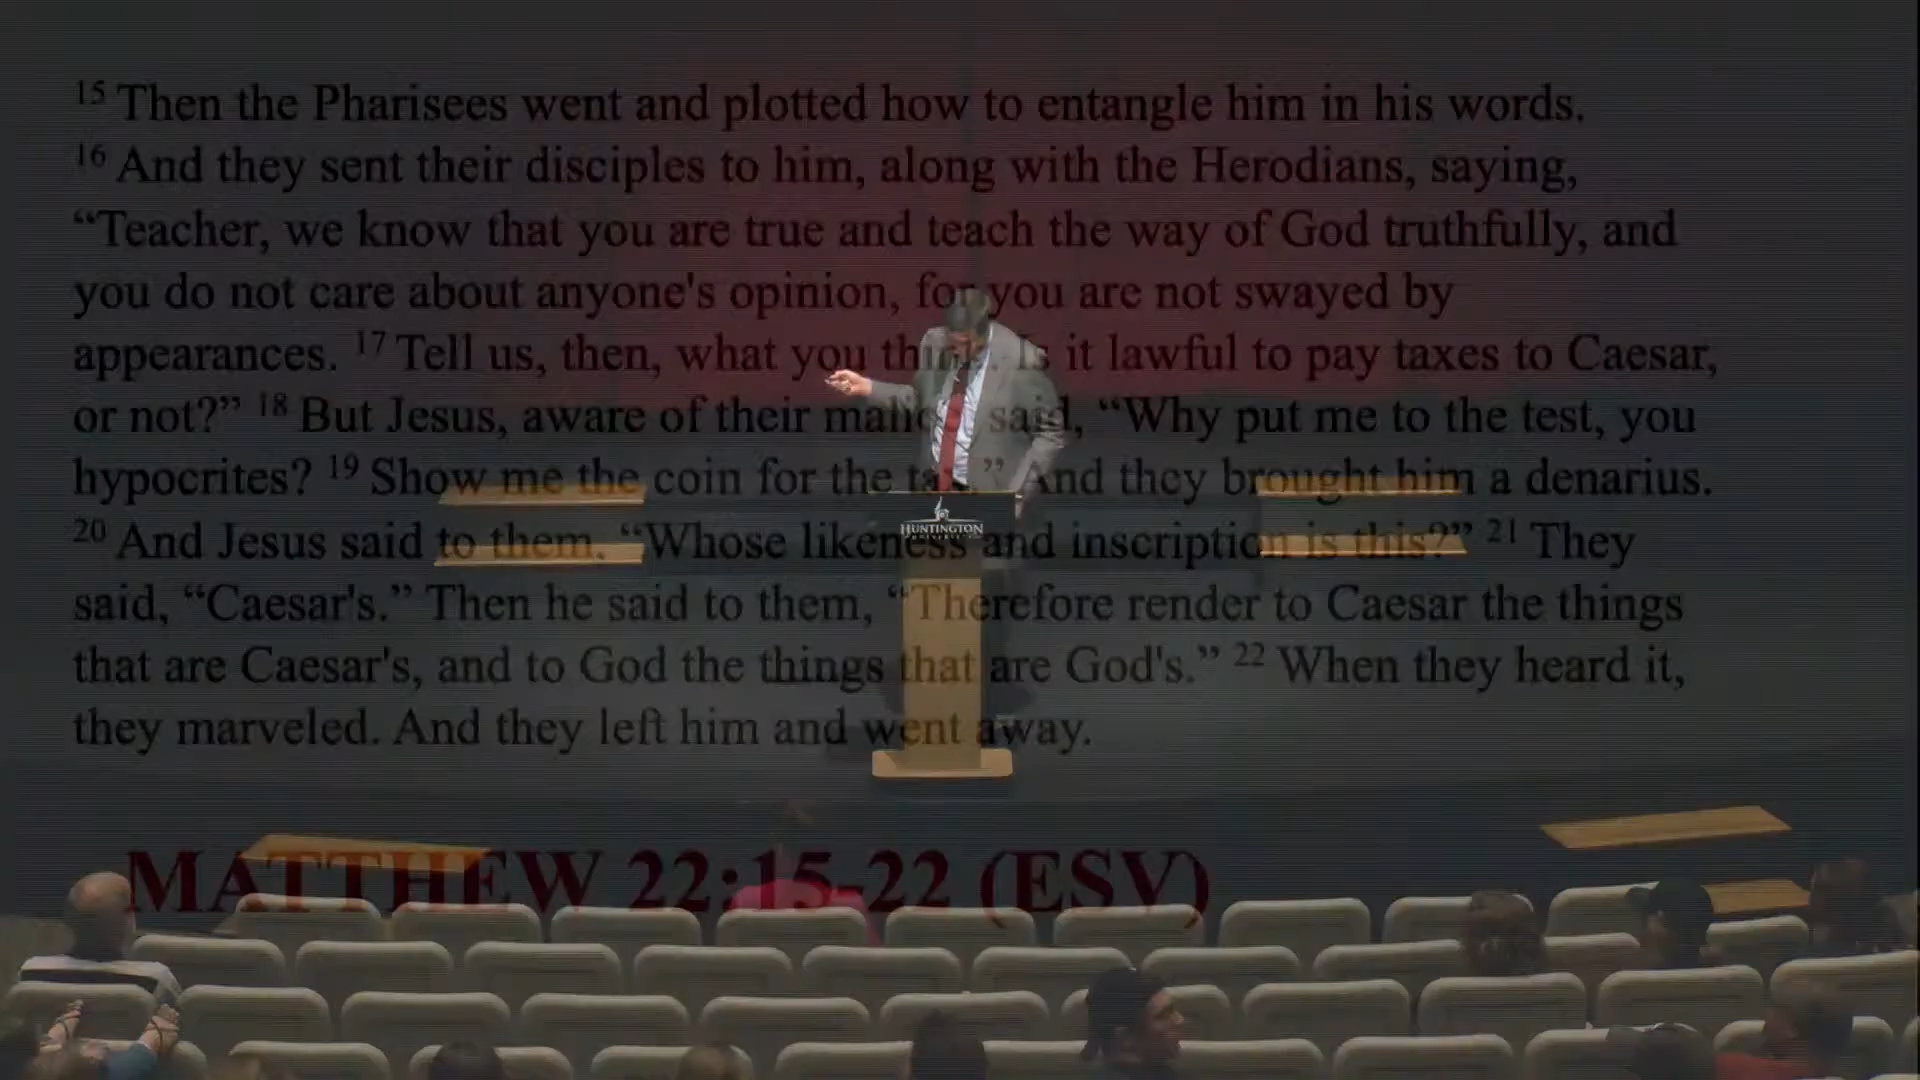 15 Then the Pharisees went and plotted how to entangle him in his words.
16 And they sent their disciples to him, along with the Herodians, saying,
“Teacher, we know that you are true and teach the way of God truthfully, and
you do not care about anyone's opinion, for you are not swayed by
appearances. 17 Tell us, then, what you think. Is it lawful to pay taxes to Caesar,
or not?” 18 But Jesus, aware of their malice, said, “Why put me to the test, you
hypocrites? 19 Show me the coin for the tax.” And they brought him a denarius.
20 And Jesus said to them, “Whose likeness and inscription is this?” 21 They
said, “Caesar's.” Then he said to them, “Therefore render to Caesar the things
that are Caesar's, and to God the things that are God's.” 22 When they heard it,
they marveled. And they left him and went away.
HUNTINGTON
UNIVERSITY
MATTHEW 22:15-22 (ESV)